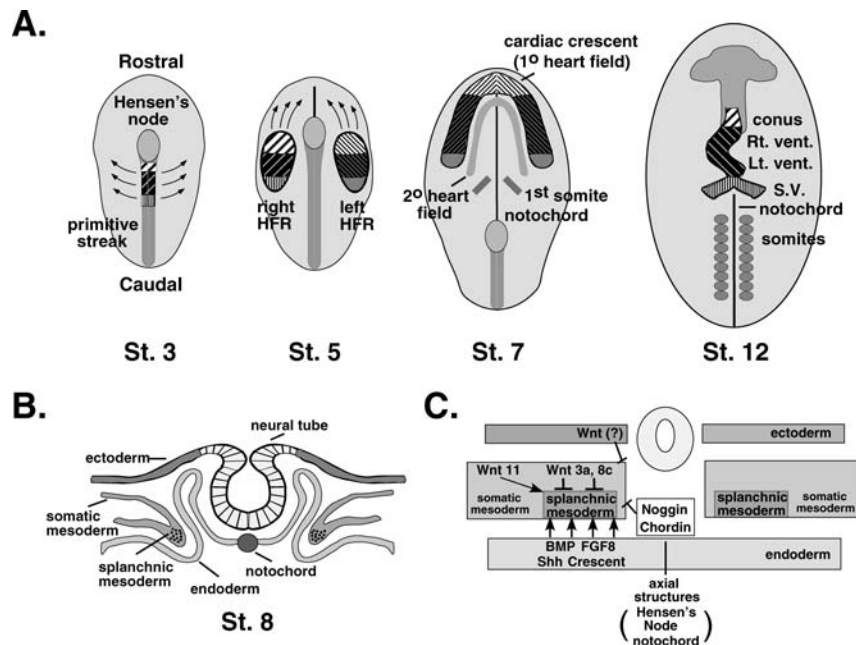 A.
Rostral
Hensen's
node
primitive
streak
Caudal
St. 3
right
HFR
left
HFR
St. 5
cardiac crescent
(1º heart field)
2º heart
field
1st somite
notochord
St. 7
conus
Rt. vent.
Lt. vent.
S.V.
notochord
somites
St. 12
B.
neural tube
ectoderm
somatic
mesoderm
splanchnic
mesoderm
endoderm
notochord
St. 8
C.
Wnt (?)
ectoderm
Wnt 11
Wnt 3a, 8c
somatic
mesoderm
splanchnic
mesoderm
Noggin
Chordin
splanchnic
mesoderm
somatic
mesoderm
BMP FGF8
Shh Crescent
endoderm
axial
structures
(Hensen's
Node
notochord)